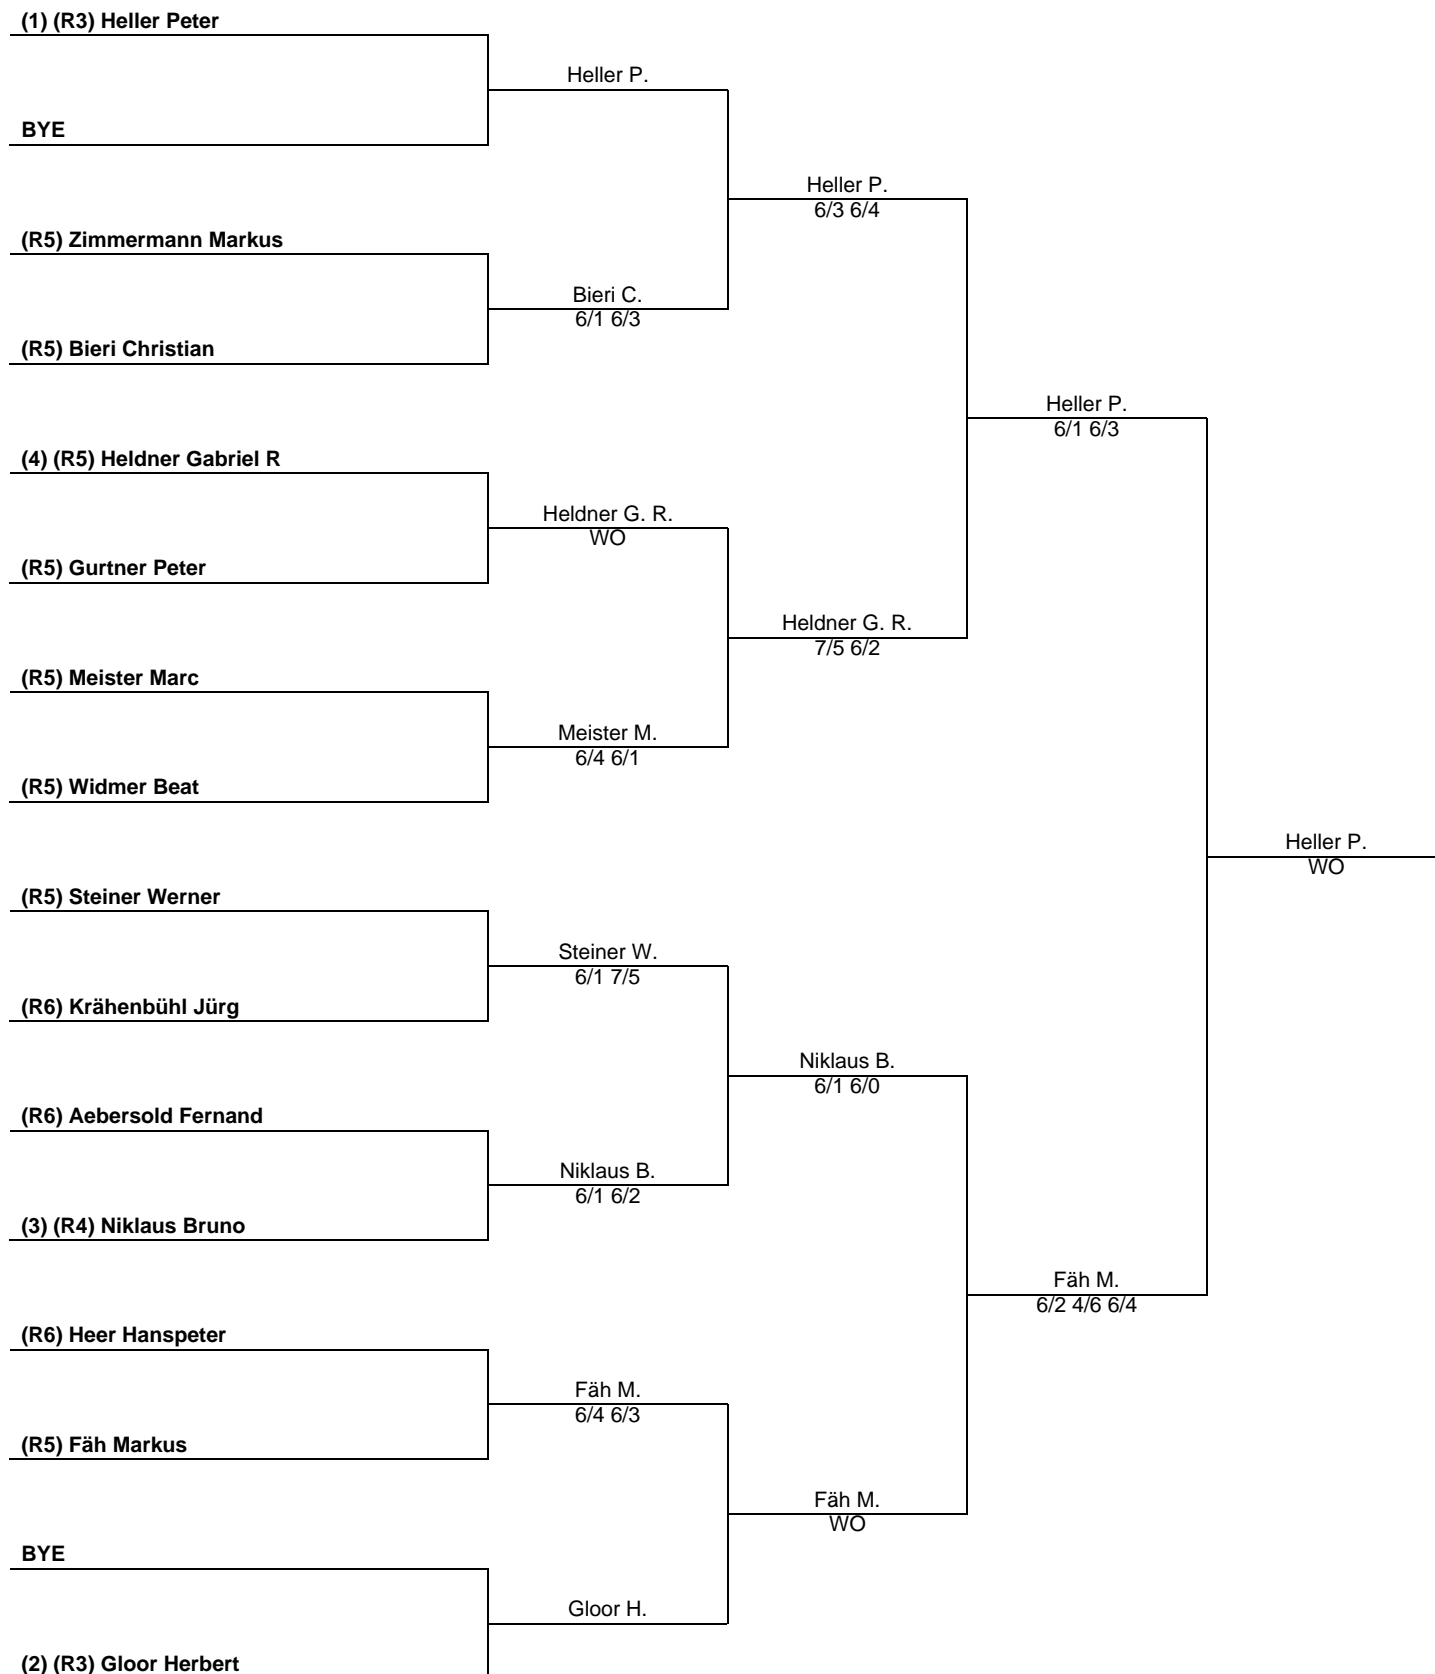 (1) (R3) Heller Peter
Heller P.
BYE
Heller P.
6/3 6/4
(R5) Zimmermann Markus
Bieri C.
6/1 6/3
(R5) Bieri Christian
Heller P.
6/1 6/3
(4) (R5) Heldner Gabriel R
Heldner G. R.
WO
(R5) Gurtner Peter
Heldner G. R.
7/5 6/2
(R5) Meister Marc
Meister M.
6/4 6/1
(R5) Widmer Beat
Heller P.
WO
(R5) Steiner Werner
Steiner W.
6/1 7/5
(R6) Krähenbühl Jürg
Niklaus B.
6/1 6/0
(R6) Aebersold Fernand
Niklaus B.
6/1 6/2
(3) (R4) Niklaus Bruno
Fäh M.
6/2 4/6 6/4
(R6) Heer Hanspeter
Fäh M.
6/4 6/3
(R5) Fäh Markus
Fäh M.
WO
BYE
Gloor H.
(2) (R3) Gloor Herbert